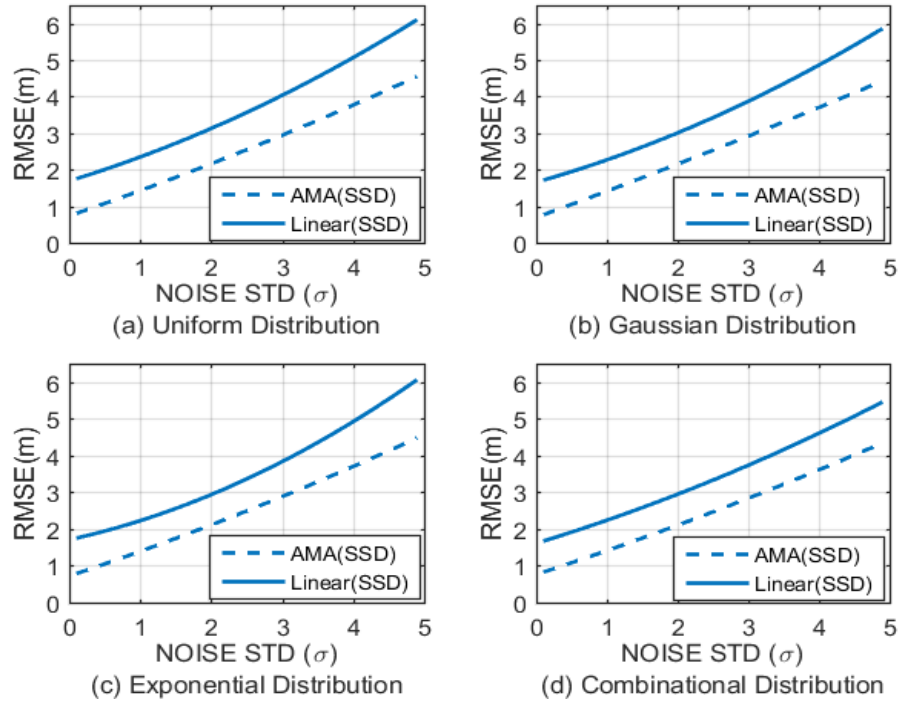 RMSE(m)
6
5
4
3
2
1
0
AMA(SSD)
Linear(SSD)
0 1 2 3 4 5
NOISE STD (σ)
(a) Uniform Distribution
RMSE(m)
6
5
4
3
2
1
0
AMA(SSD)
Linear(SSD)
0 1 2 3 4 5
NOISE STD (σ)
(b) Gaussian Distribution
RMSE(m)
6
5
4
3
2
1
0
AMA(SSD)
Linear(SSD)
0 1 2 3 4 5
NOISE STD (σ)
(c) Exponential Distribution
RMSE(m)
6
5
4
3
2
1
0
AMA(SSD)
Linear(SSD)
0 1 2 3 4 5
NOISE STD (σ)
(d) Combinational Distribution